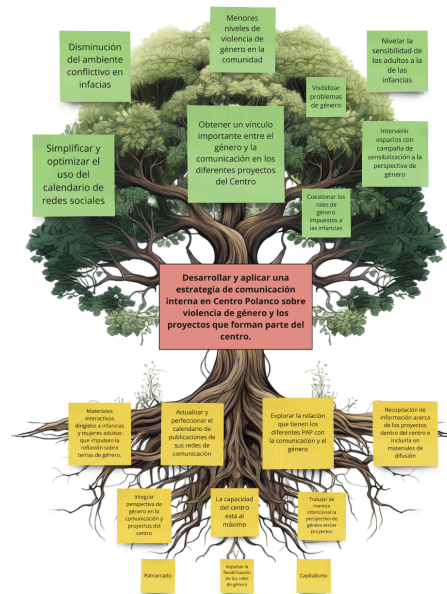 Disminución
del ambiente
conflictivo en
infacias
Menores
niveles de
violencia de
género en la
comunidad
Nivelar la
sensibilidad de
los adultos a la
de las
infancias
Visibilizar
problemas
de género
Simplificar y
optimizar el
uso del
calendario de
redes sociales
Obtener un vínculo
importante entre el
género y la
comunicación en los
diferentes proyectos
del Centro
Intervenir
espacios con
campaña de
sensibilización a la
perspectiva de
género
Cuestionar los
roles de
género
impuestos a las
infancias
Desarrollar y aplicar una
estrategia de comunicación
interna en Centro Polanco sobre
violencia de género y los
proyectos que forman parte del
centro.
Materiales
interactivos
dirigidos a infancias
y mujeres adultas
que impulsen la
reflexión sobre
temas de género.
Actualizar y
perfeccionar el
calendario de
publicaciones de
sus redes de
comunicación
Explorar la relación
que tienen los
diferentes PAP con
la comunicación y el
género
Recopilación de
información acerca
de los proyectos
dentro del centro e
incluirla en
materiales de
difusión
Integrar
perspectiva de
género en la
comunicación y
proyectos del
centro
La capacidad
del centro
está al
máximo
Trabajar de
manera
intencional la
perspectiva de
género en los
proyectos
Patriarcado
Impulsar la
flexibilización
de los roles de
género
Capitalismo